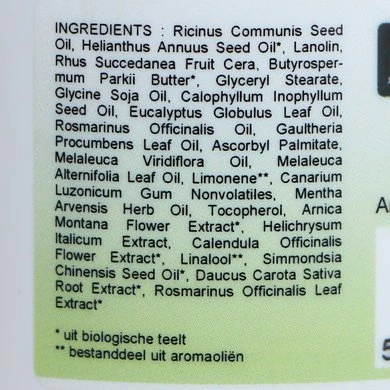 INGREDIENTS : Ricinus Communis Seed
Oil, Helianthus Annuus Seed Oil*, Lanolin,
Rhus Succedanea Fruit Cera, Butyrosper-
mum Parkii Butter*, Glyceryl Stearate,
Glycine Soja Oil, Calophyllum Inophyllum
Seed Oil, Eucalyptus Globulus Leaf Oil,
Rosmarinus Officinalis Oil, Gaultheria
Procumbens Leaf Oil, Ascorbyl Palmitate,
Melaleuca Viridiflora Oil, Melaleuca
Alternifolia Leaf Oil, Limonene**, Canarium
Luzonicum Gum Nonvolatiles, Mentha
Arvensis Herb Oil, Tocopherol, Arnica
Montana Flower Extract*, Helichrysum
Italicum Extract, Calendula Officinalis
Flower Extract*, Linalool**, Simmondsia
Chinensis Seed Oil*, Daucus Carota Sativa
Root Extract*, Rosmarinus Officinalis Leaf
Extract*
* uit biologische teelt
** bestanddeel uit aromaoliën